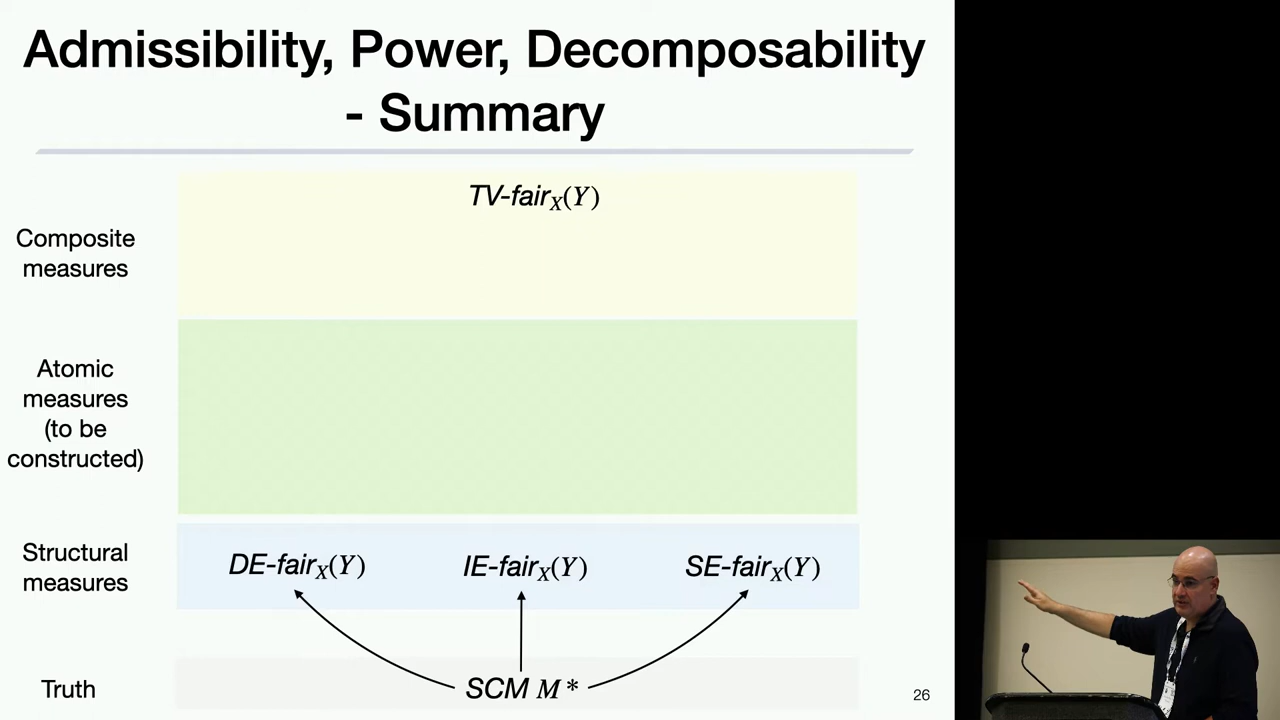 Admissibility, Power, Decomposability
- Summary
TV-fair_X(Y)
Composite
measures
Atomic
measures
(to be
constructed)
Structural
measures
DE-fair_X(Y) IE-fair_X(Y) SE-fair_X(Y)
Truth
SCM M*
26